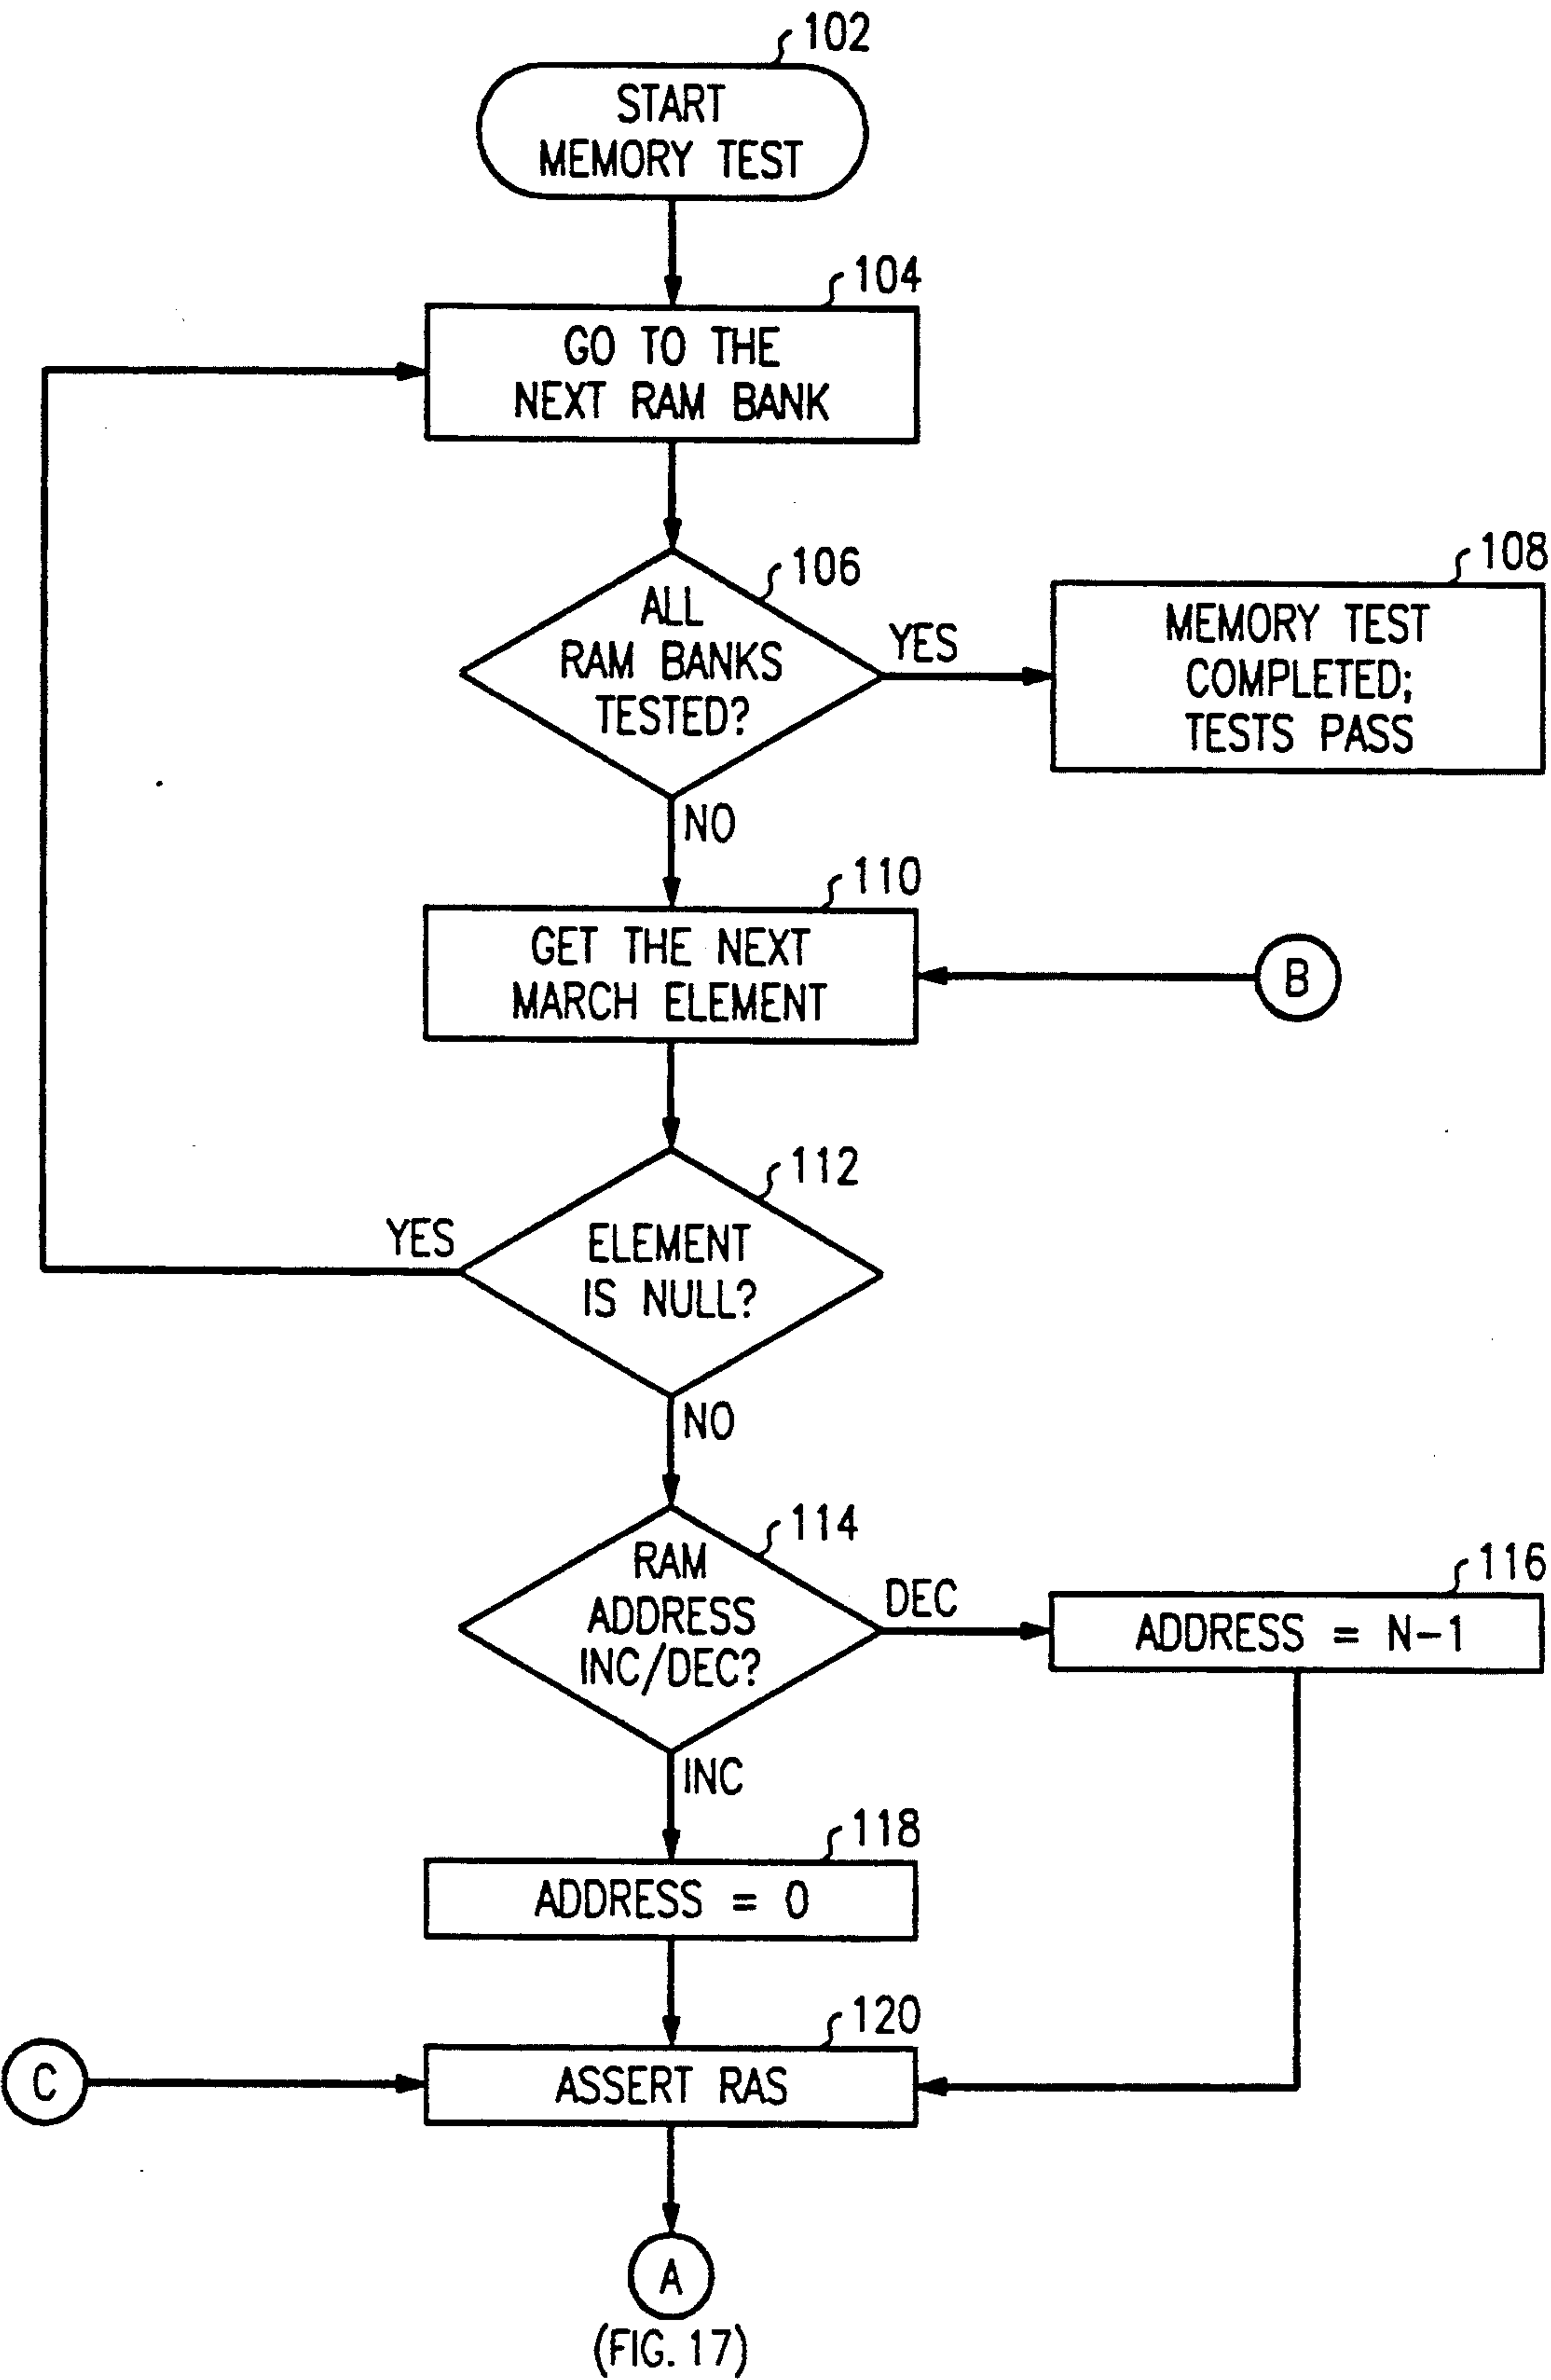 102
START
MEMORY TEST
104
GO TO THE
NEXT RAM BANK
106
ALL
RAM BANKS
TESTED?
YES
108
MEMORY TEST
COMPLETED;
TESTS PASS
NO
110
GET THE NEXT
MARCH ELEMENT
B
112
ELEMENT
IS NULL?
YES
NO
114
RAM
ADDRESS
INC/DEC?
DEC
116
ADDRESS = N-1
INC
118
ADDRESS = 0
120
C
ASSERT RAS
A
(FIG. 17)